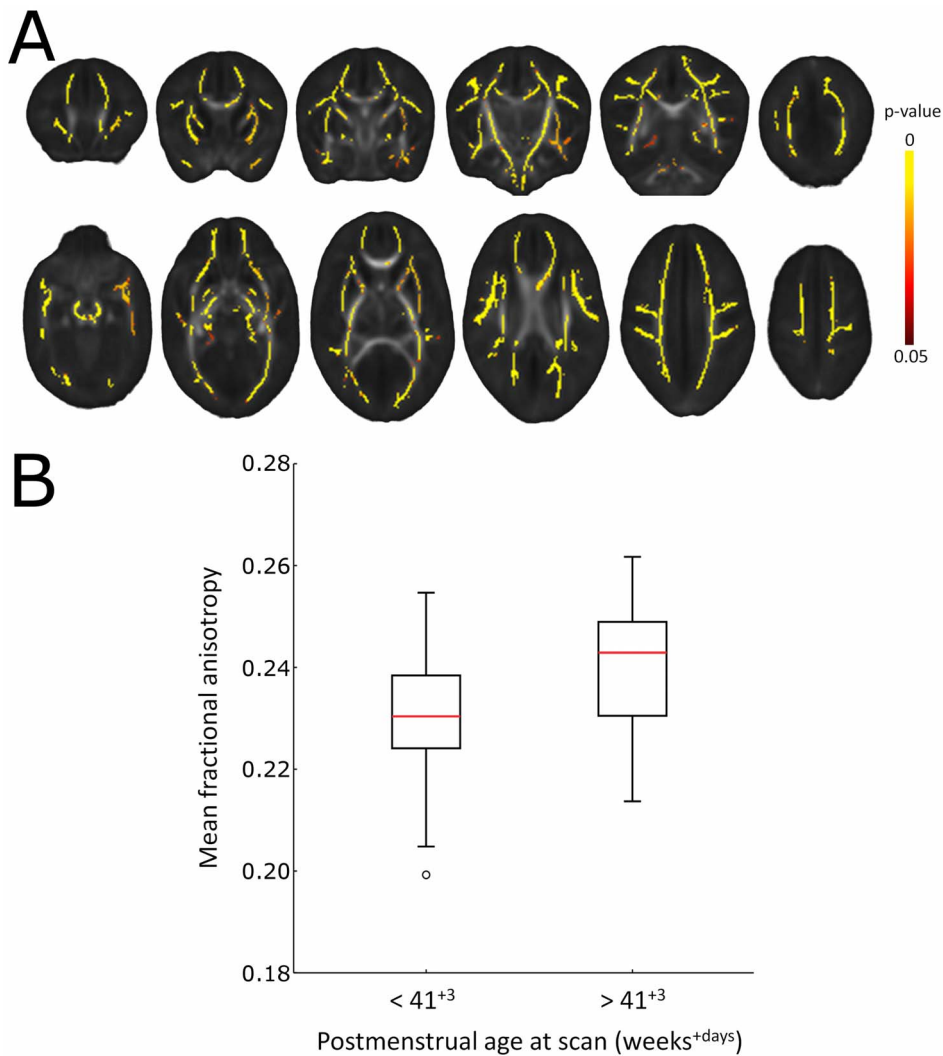 A
p-value
0
0.05
B
0.28
0.26
0.24
0.22
0.20
0.18
Mean fractional anisotropy
< 41⁺³
> 41⁺³
Postmenstrual age at scan (weeks⁺ᵈᵃʸˢ)